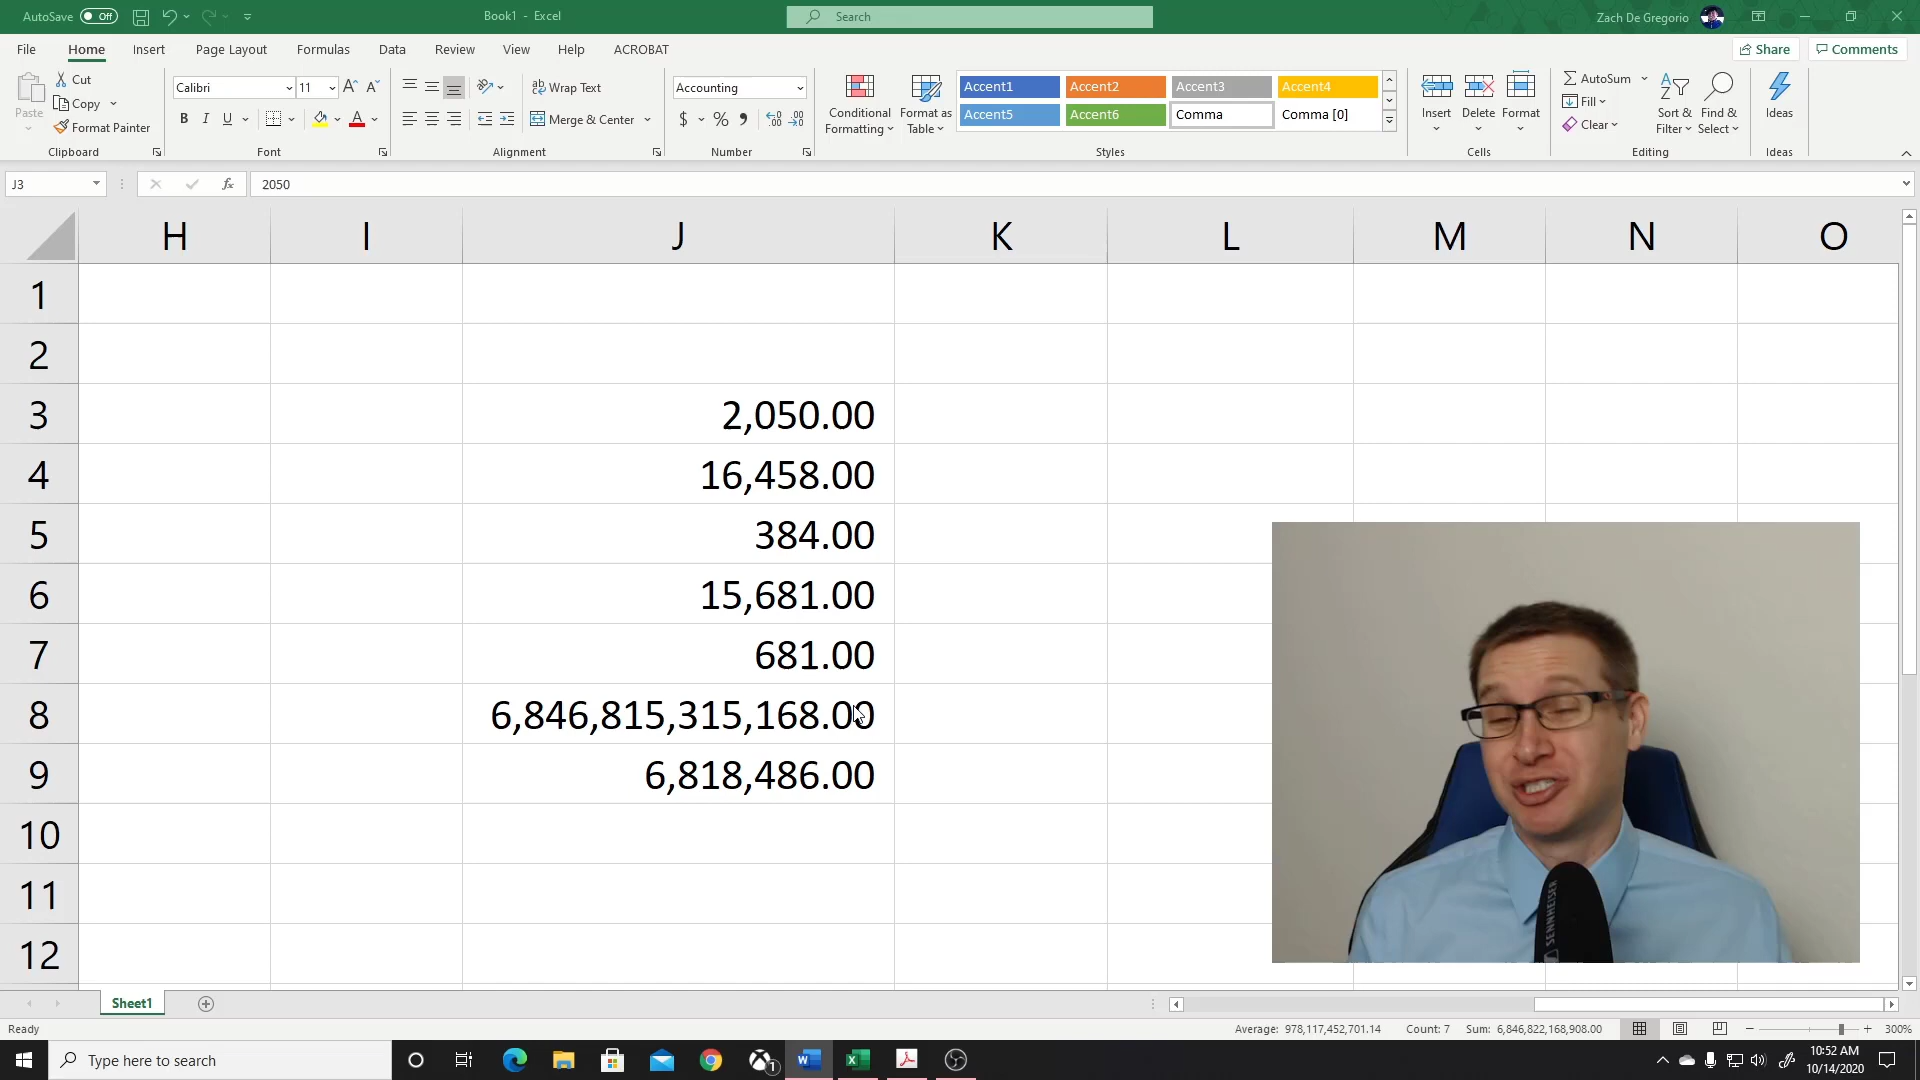 AutoSave Off Book1 - Excel Search Zach De Gregorio
File Home Insert Page Layout Formulas Data Review View Help ACROBAT Share Comments
Paste Cut Copy Format Painter
Calibri 11
B I U
Wrap Text
Merge & Center
Accounting
$ %
Conditional Formatting
Format as Table
Accent1 Accent2 Accent3 Accent4
Accent5 Accent6 Comma Comma [0]
Insert Delete Format
AutoSum Fill Clear
Sort & Filter
Find & Select
Ideas
Clipboard Font Alignment Number Styles Cells Editing Ideas
J3 fx 2050
H I J K L M N O
1
2
3 2,050.00
4 16,458.00
5 384.00
6 15,681.00
7 681.00
8 6,846,815,315,168.00
9 6,818,486.00
10
11
12
SENNHEISER
Sheet1
Ready Average: 978,117,452,701.14 Count: 7 Sum: 6,846,822,168,908.00 300%
Type here to search 1 10:52 AM
10/14/2020